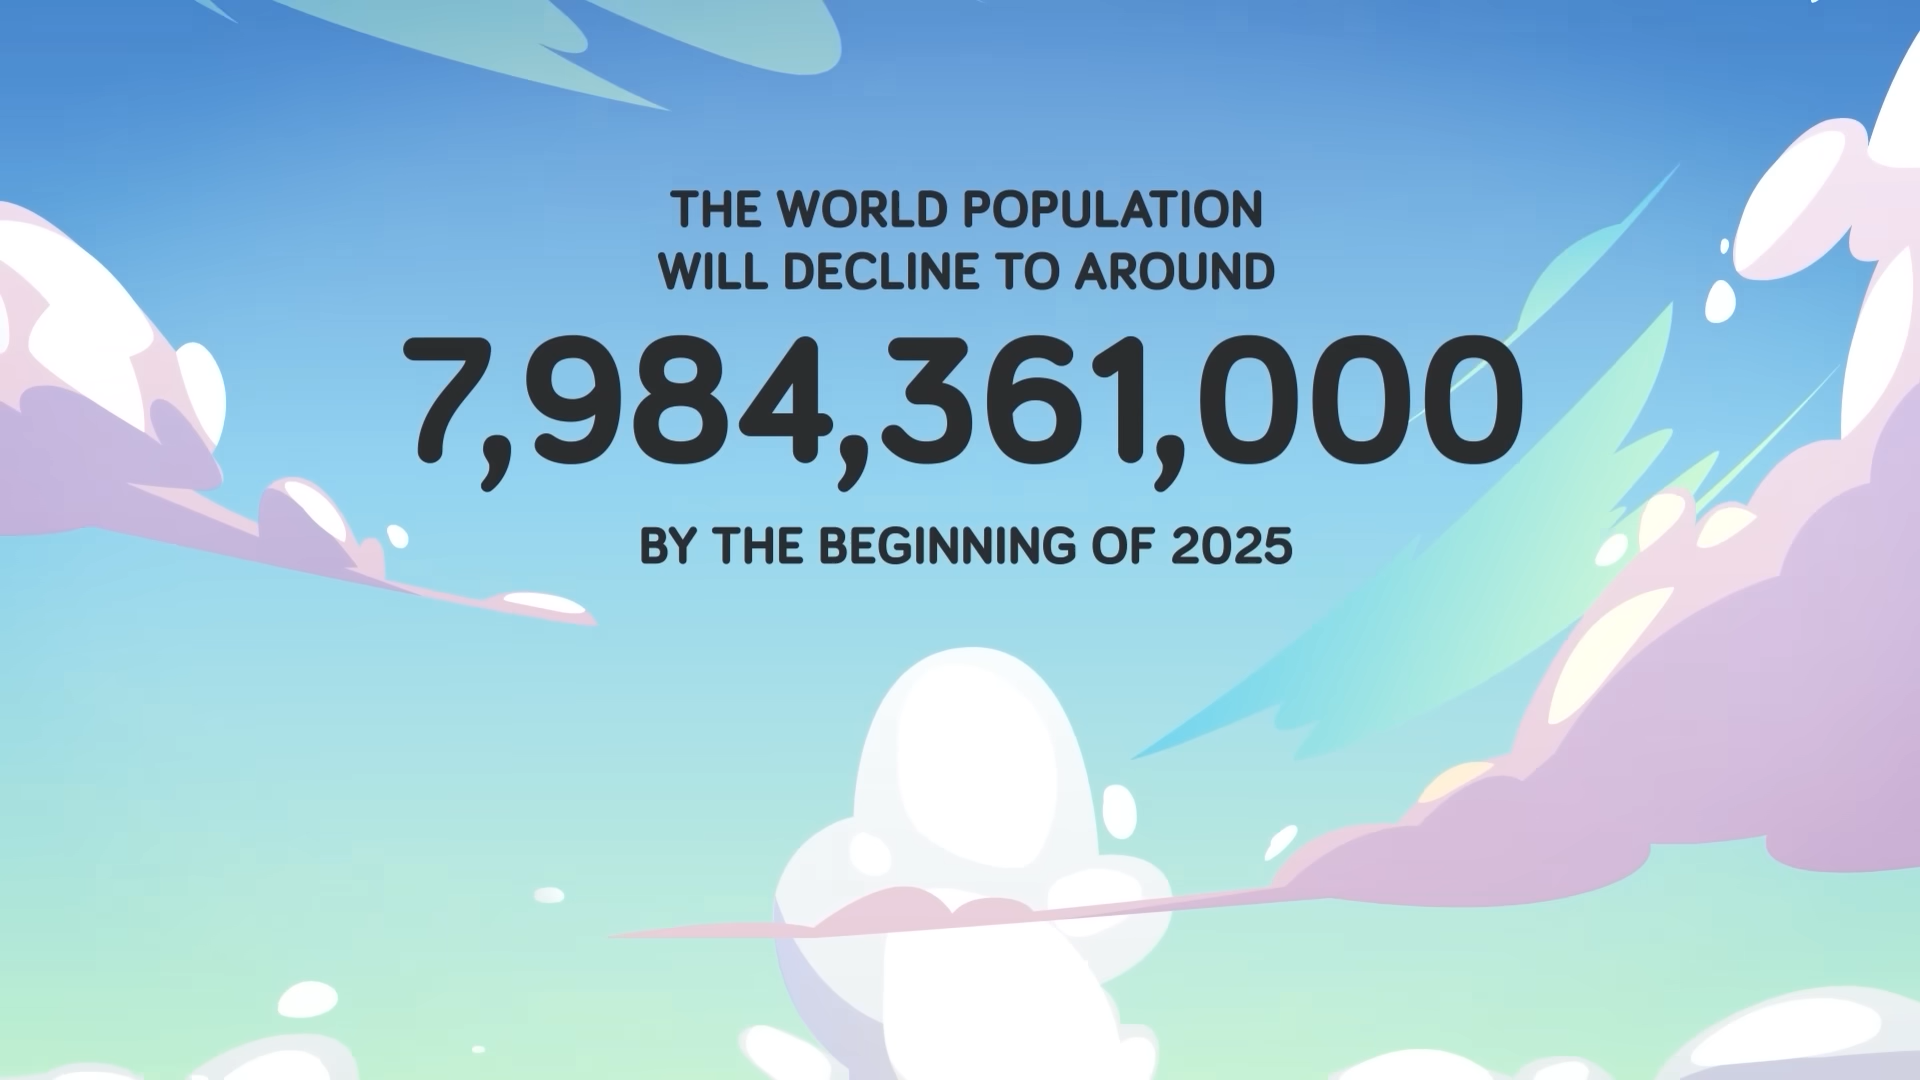 THE WORLD POPULATION
WILL DECLINE TO AROUND
7,984,361,000
BY THE BEGINNING OF 2025